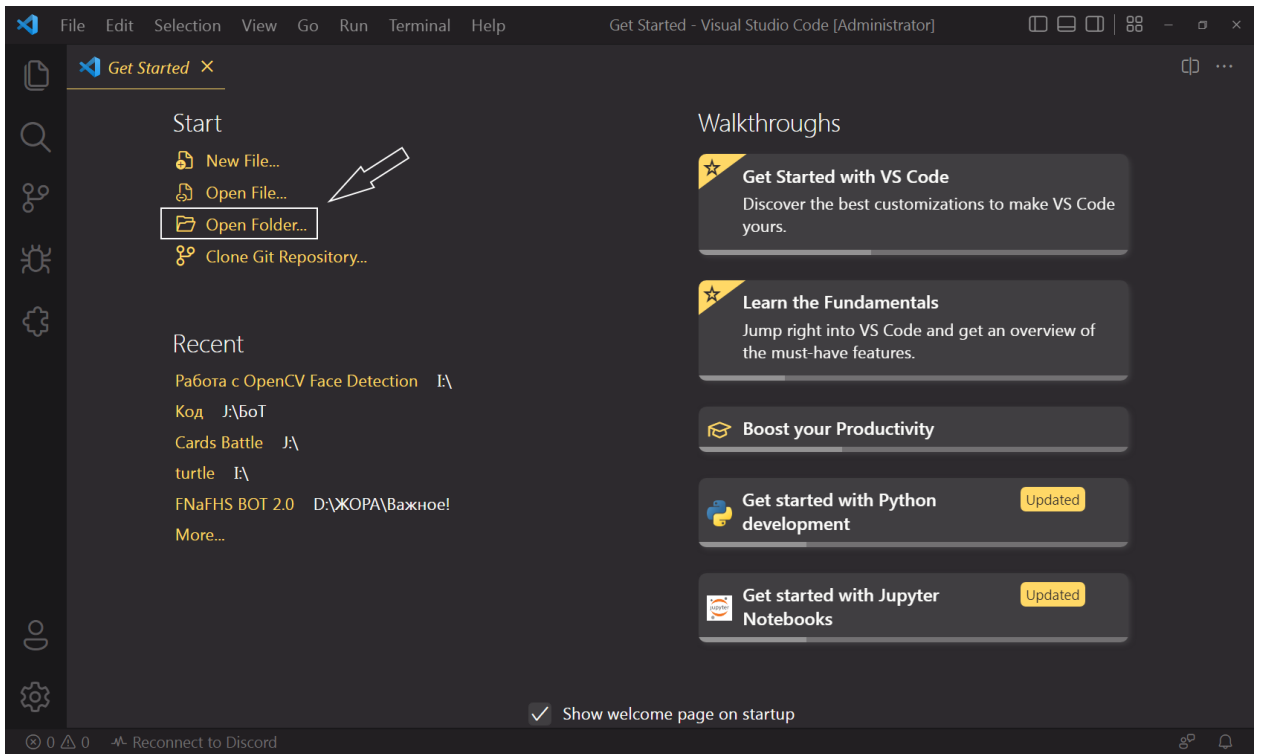 File Edit Selection View Go Run Terminal Help
Get Started - Visual Studio Code [Administrator]
Get Started
Start
New File...
Open File...
Open Folder...
Clone Git Repository...
Recent
Работа с OpenCV Face Detection I:\
Код J:\БоТ
Cards Battle J:\
turtle I:\
FNaFHS BOT 2.0 D:\ЖОРА\Важное!
More...
Walkthroughs
Get Started with VS Code
Discover the best customizations to make VS Code
yours.
Learn the Fundamentals
Jump right into VS Code and get an overview of
the must-have features.
Boost your Productivity
Get started with Python
development
Updated
jupyter
Get started with Jupyter
Notebooks
Updated
Show welcome page on startup
0 0 Reconnect to Discord